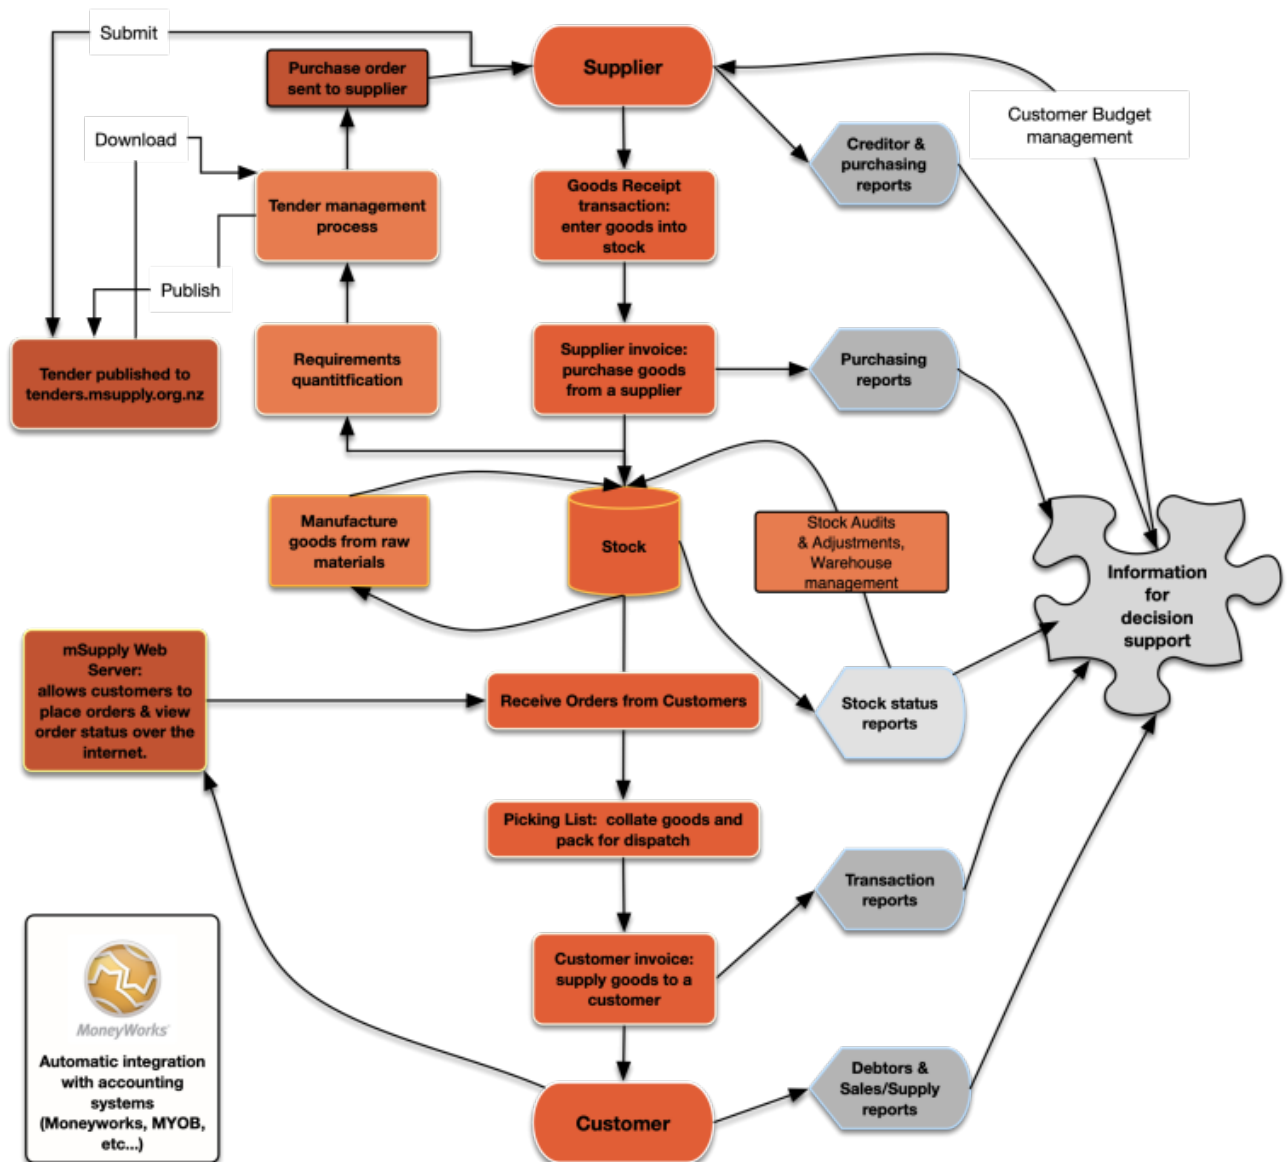 Submit
Purchase order
sent to supplier
Supplier
Customer Budget
management
Download
Creditor &
purchasing
reports
Tender management
process
Goods Receipt
transaction:
enter goods into
stock
Publish
Tender published to
tenders.msupply.org.nz
Requirements
quantitfication
Supplier invoice:
purchase goods
from a supplier
Purchasing
reports
Manufacture
goods from raw
materials
Stock
Stock Audits
& Adjustments,
Warehouse
management
Information
for
decision
support
mSupply Web
Server:
allows customers to
place orders & view
order status over the
internet.
Receive Orders from Customers
Stock status
reports
Picking List:  collate goods and
pack for dispatch
Transaction
reports
Customer invoice:
supply goods to a
customer
MoneyWorks
Automatic integration
with accounting
systems
(Moneyworks, MYOB,
etc...)
Debtors &
Sales/Supply
reports
Customer